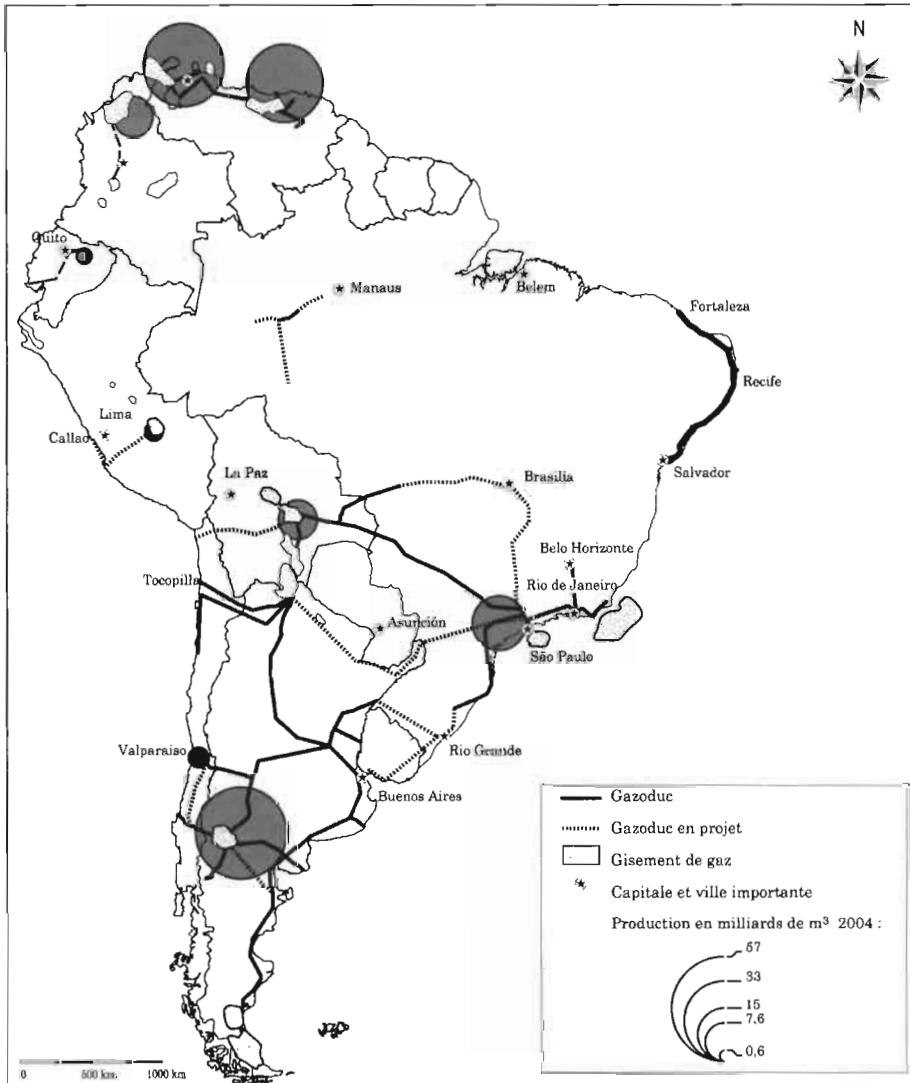 N
Quito
Manaus
Belem
Fortaleza
Recife
Lima
Callao
La Paz
Brasilia
Salvador
Belo Horizonte
Rio de Janeiro
Tocopilla
Asunción
São Paulo
Valparaiso
Rio Grande
Buenos Aires
Gazoduc
Gazoduc en projet
Gisement de gaz
Capitale et ville importante
Production en milliards de m³ 2004 :
57
33
15
7.6
0,6
0 500 km. 1000 km